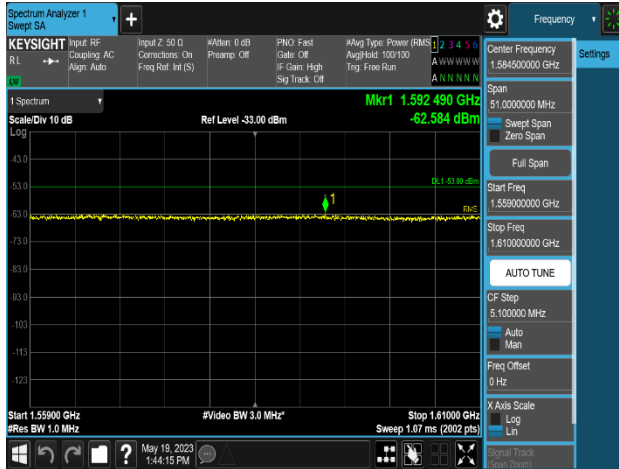 Spectrum Analyzer 1
Swept SA
+
Frequency
KEYSIGHT
RL
Input: RF
Coupling: AC
Align: Auto
Input Z: 50 Ω
Corrections: On
Freq Ref: Int (S)
#Atten: 0 dB
Preamp: Off
PNO: Fast
Gate: Off
IF Gain: High
Sig Track: Off
#Avg Type: Power (RMS
Avg|Hold: 100/100
Trig: Free Run
1 2 3 4 5 6
A W W W W W
A N N N N N
1 Spectrum
Scale/Div 10 dB
Log
Ref Level -33.00 dBm
Mkr1 1.592 490 GHz
-62.584 dBm
-43.0
-53.0
DL1 -53.00 dBm
1
RMS
-63.0
-73.0
-83.0
-93.0
-103
-113
-123
Start 1.55900 GHz
#Video BW 3.0 MHz*
Stop 1.61000 GHz
#Res BW 1.0 MHz
Sweep 1.07 ms (2002 pts)
?
May 19, 2023
1:44:15 PM
Center Frequency
1.584500000 GHz
Settings
Span
51.0000000 MHz
Swept Span
Zero Span
Full Span
Start Freq
1.559000000 GHz
Stop Freq
1.610000000 GHz
AUTO TUNE
CF Step
5.100000 MHz
Auto
Man
Freq Offset
0 Hz
X Axis Scale
Log
Lin
Signal Track
(Span Zoom)